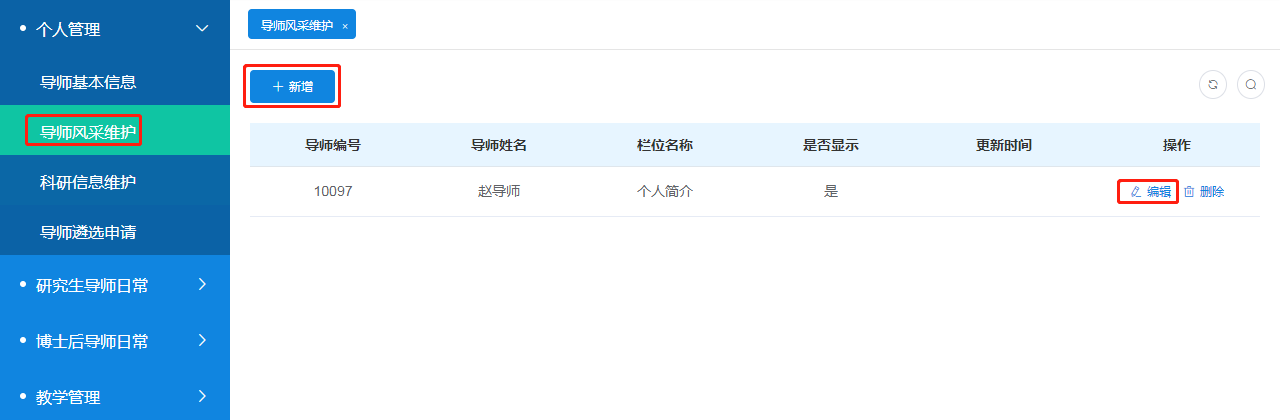 个人管理
导师基本信息
导师风采维护
科研信息维护
导师遴选申请
研究生导师日常
博士后导师日常
教学管理
导师风采维护 ×
+ 新增
导师编号 导师姓名 栏位名称 是否显示 更新时间 操作
10097 赵导师 个人简介 是 编辑 删除